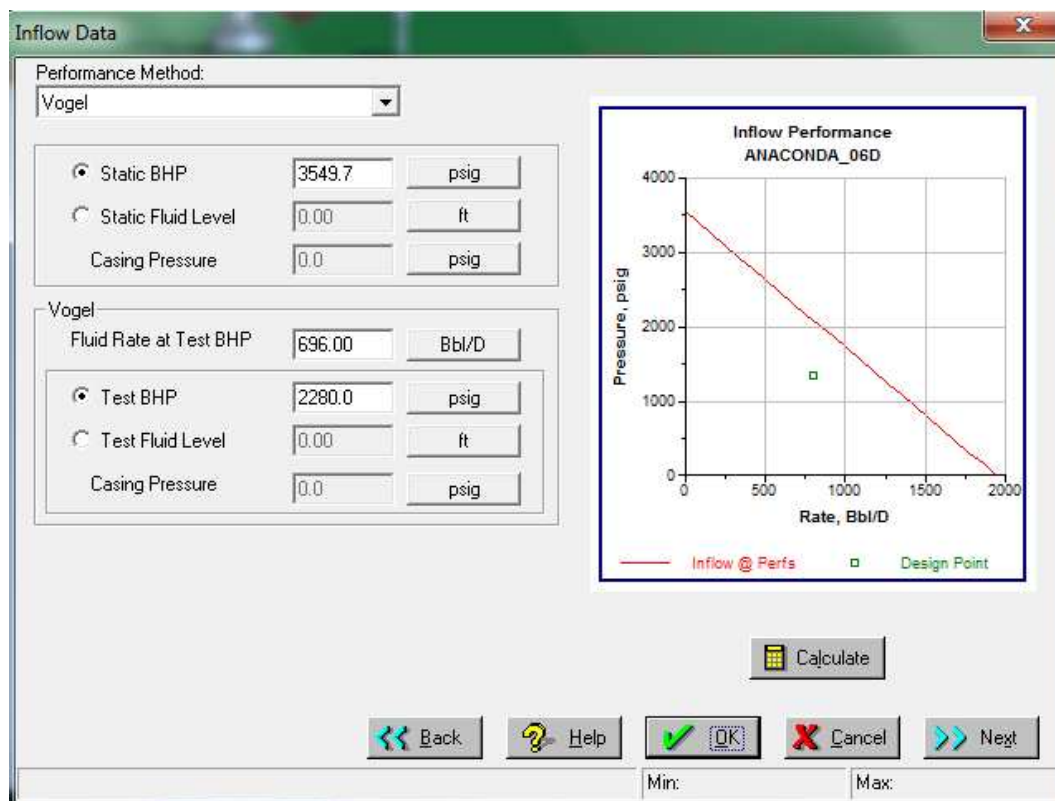 Inflow Data
Performance Method:
Vogel
Static BHP 3549.7 psig
Static Fluid Level 0.00 ft
Casing Pressure 0.0 psig
Vogel
Fluid Rate at Test BHP 696.00 Bbl/D
Test BHP 2280.0 psig
Test Fluid Level 0.00 ft
Casing Pressure 0.0 psig
Inflow Performance
ANACONDA_06D
Pressure, psig
4000
3000
2000
1000
0
0 500 1000 1500 2000
Rate, Bbl/D
Inflow @ Perfs Design Point
Calculate
Back Help OK Cancel Next
Min: Max: